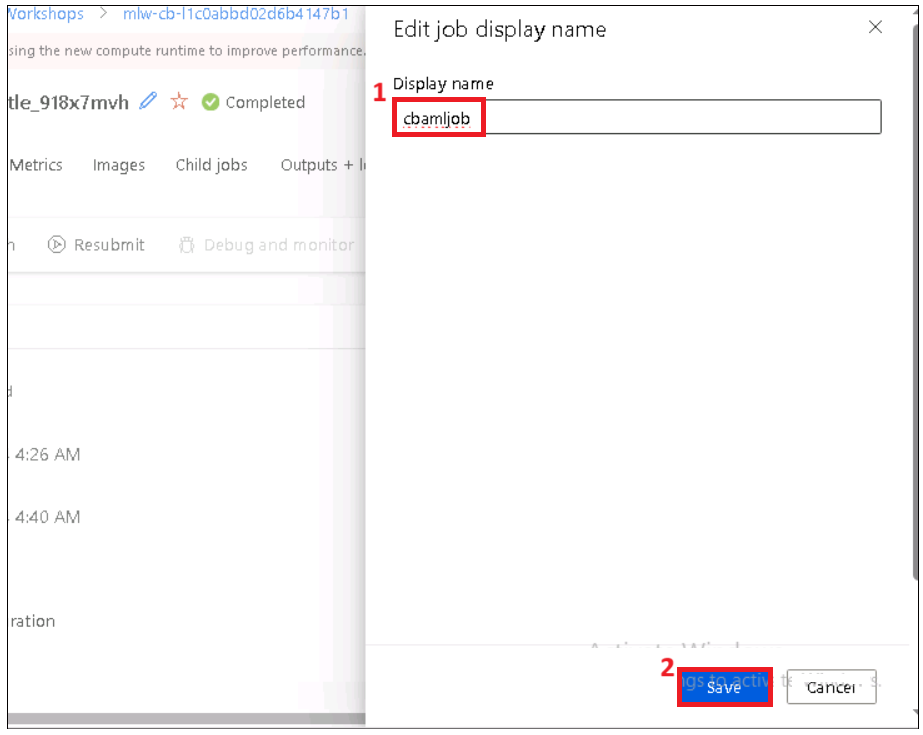 Workshops > mlw-cb-l1c0abbd02d6b4147b1
sing the new compute runtime to improve performance.
tle_918x7mvh Completed
Metrics Images Child jobs Outputs + l
n Resubmit Debug and monitor
d
4:26 AM
4:40 AM
ration
Edit job display name
Display name
1
cbamljob
2
Save
Cancel